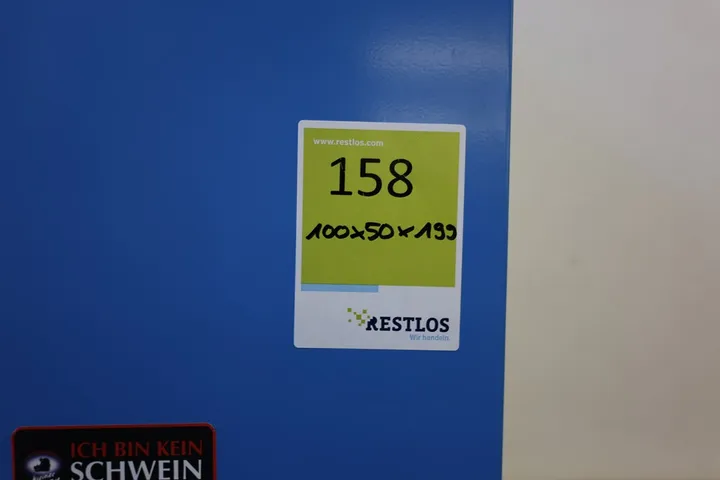 www.restlos.com
158
100x50x199
RESTLOS
Wir handeln.
ICH BIN KEIN
SCHWEIN